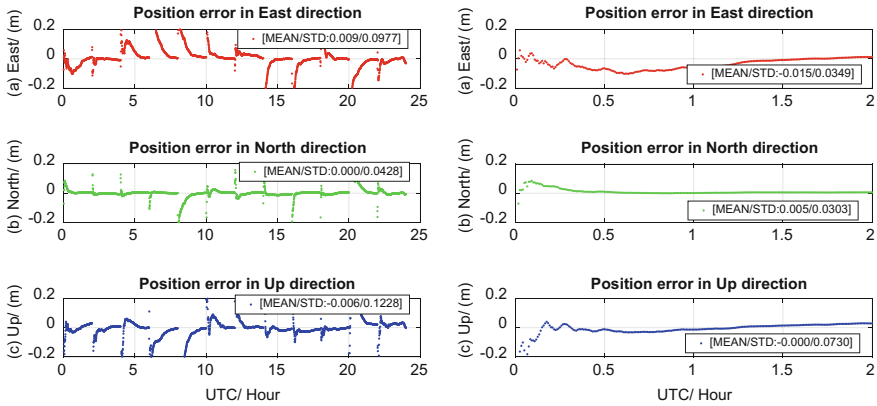 Position error in East direction
(a) East/ (m)
0.2
0
-0.2
[MEAN/STD:0.009/0.0977]
0 5 10 15 20 25
Position error in North direction
(b) North/ (m)
0.2
0
-0.2
[MEAN/STD:0.000/0.0428]
0 5 10 15 20 25
Position error in Up direction
(c) Up/ (m)
0.2
0
-0.2
[MEAN/STD:-0.006/0.1228]
0 5 10 15 20 25
UTC/ Hour
Position error in East direction
(a) East/ (m)
0.2
0
-0.2
[MEAN/STD:-0.015/0.0349]
0 0.5 1 1.5 2
Position error in North direction
(b) North/ (m)
0.2
0
-0.2
[MEAN/STD:0.005/0.0303]
0 0.5 1 1.5 2
Position error in Up direction
(c) Up/ (m)
0.2
0
-0.2
[MEAN/STD:-0.000/0.0730]
0 0.5 1 1.5 2
UTC/ Hour